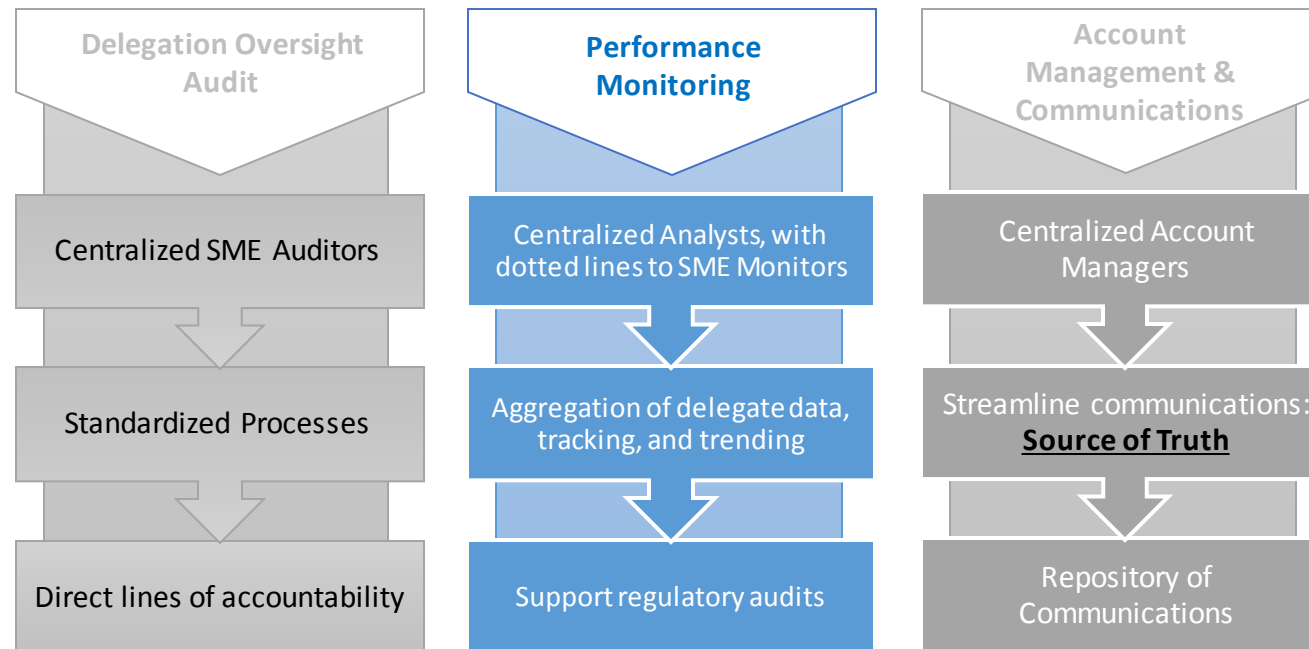 Delegation Oversight
Audit
Centralized SME Auditors
Standardized Processes
Direct lines of accountability
Performance
Monitoring
Centralized Analysts, with
dotted lines to SME Monitors
Aggregation of delegate data,
tracking, and trending
Support regulatory audits
Account
Management &
Communications
Centralized Account
Managers
Streamline communications:
Source of Truth
Repository of
Communications